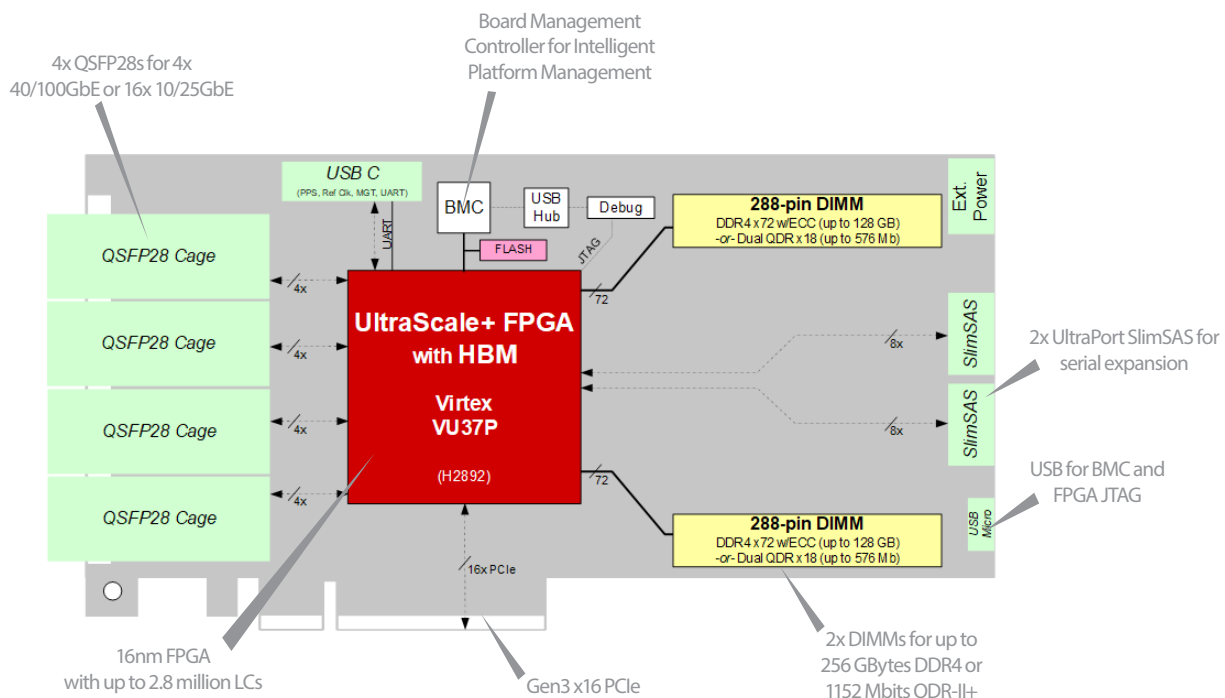 Board Management
Controller for Intelligent
Platform Management
4x QSFP28s for 4x
40/100GbE or 16x 10/25GbE
USB C
(PPS, Ref Clk, MGT, UART)
UART
BMC
USB
Hub
Debug
FLASH
JTAG
288-pin DIMM
DDR4 x72 w/ECC (up to 128 GB)
-or- Dual QDR x18 (up to 576 Mb)
Ext.
Power
QSFP28 Cage
4x
QSFP28 Cage
4x
QSFP28 Cage
4x
QSFP28 Cage
4x
UltraScale+ FPGA
with HBM
Virtex
VU37P
(H2892)
72
72
8x
SlimSAS
8x
SlimSAS
2x UltraPort SlimSAS for
serial expansion
USB
Micro
USB for BMC and
FPGA JTAG
288-pin DIMM
DDR4 x72 w/ECC (up to 128 GB)
-or- Dual QDR x18 (up to 576 Mb)
16x PCIe
16nm FPGA
with up to 2.8 million LCs
Gen3 x16 PCIe
2x DIMMs for up to
256 GBytes DDR4 or
1152 Mbits QDR-II+